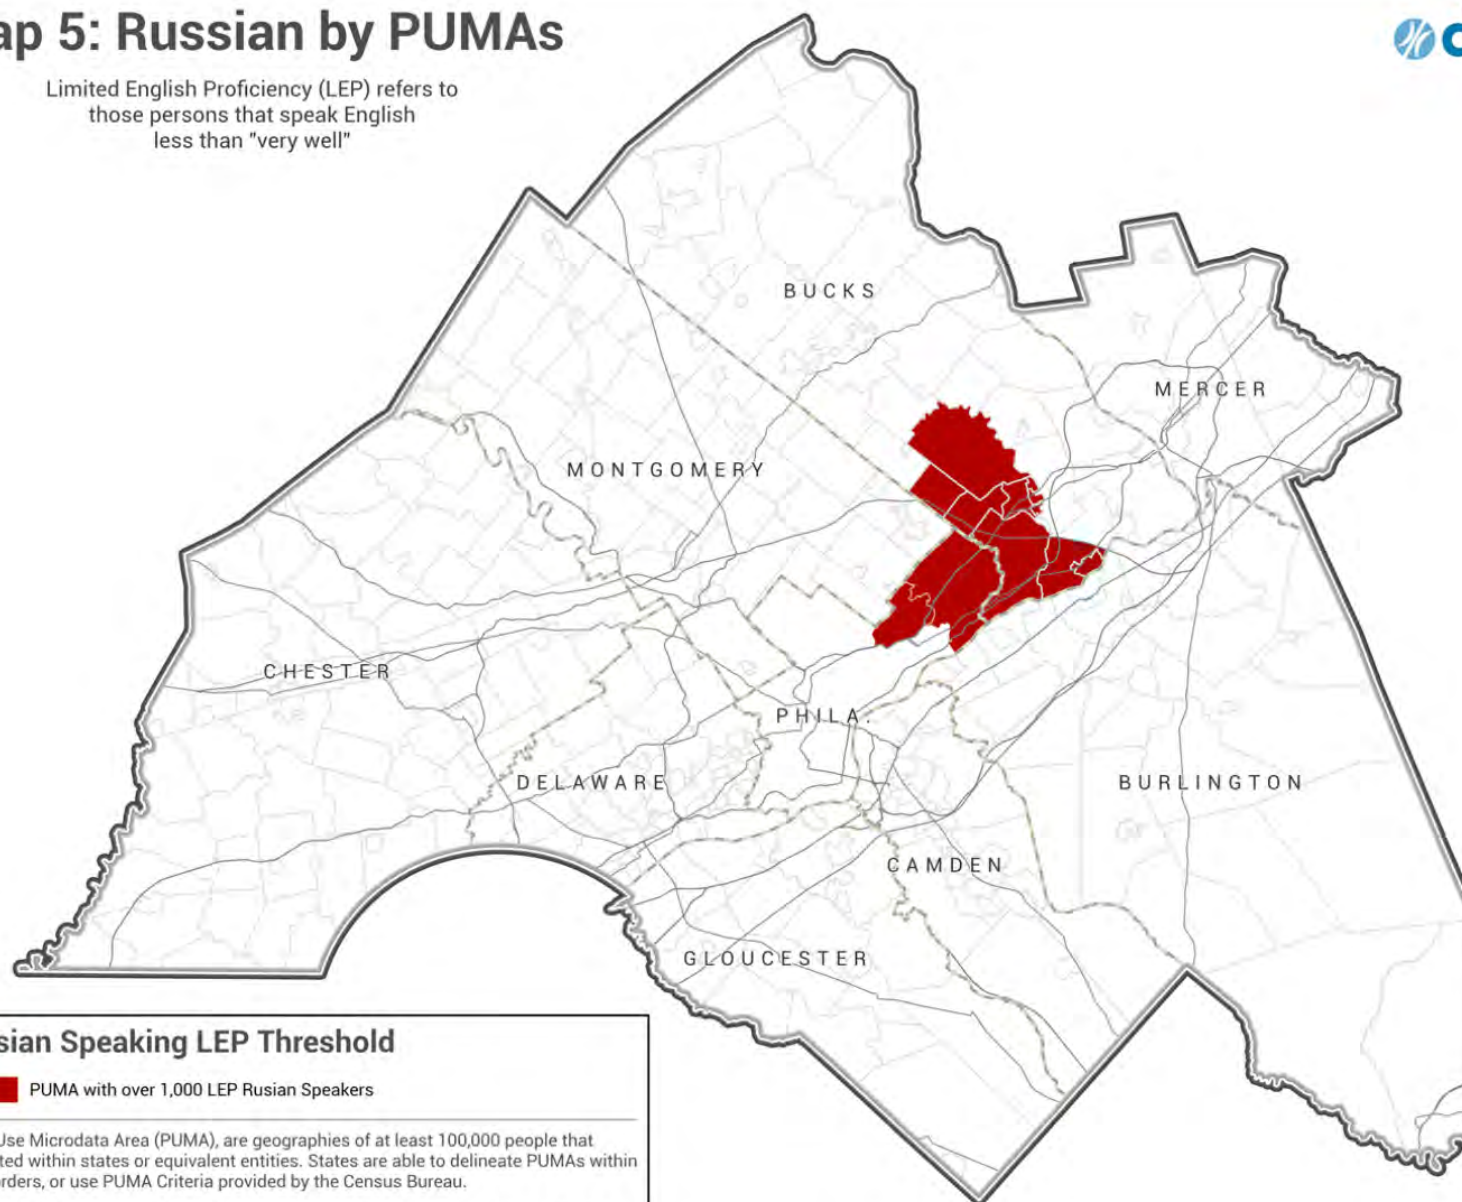 ap 5: Russian by PUMAs
Limited English Proficiency (LEP) refers to
those persons that speak English
less than "very well"
BUCKS
MERCER
MONTGOMERY
CHESTER
PHILA.
DELAWARE
BURLINGTON
CAMDEN
GLOUCESTER
sian Speaking LEP Threshold
PUMA with over 1,000 LEP Rusian Speakers
Use Microdata Area (PUMA), are geographies of at least 100,000 people that
ted within states or equivalent entities. States are able to delineate PUMAs within
rders, or use PUMA Criteria provided by the Census Bureau.